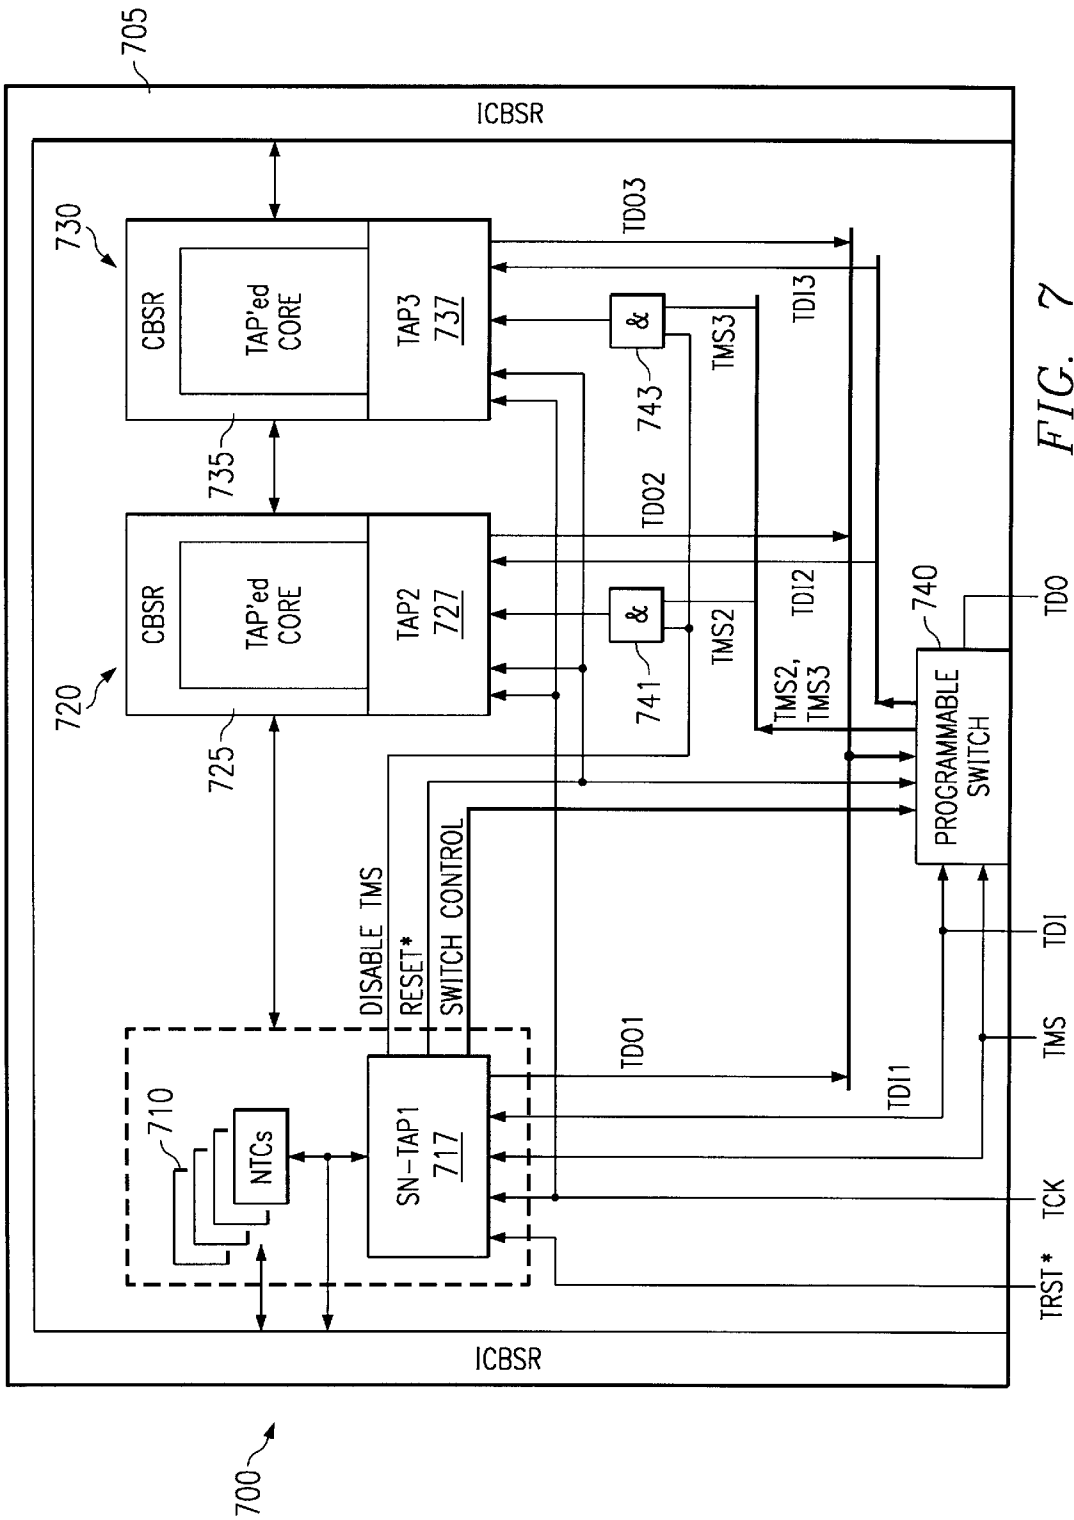 700
705
ICBSR
ICBSR
710
NTCs
SN-TAP1
717
720
725
CBSR
TAP'ed
CORE
TAP2
727
730
735
CBSR
TAP'ed
CORE
TAP3
737
DISABLE TMS
RESET*
SWITCH CONTROL
741
&
743
&
TDO1
TDI1
TMS2
TDO2
TDI2
TMS3
TDO3
TDI3
TMS2,
TMS3
740
PROGRAMMABLE
SWITCH
TRST*
TCK
TMS
TDI
TDO
FIG. 7